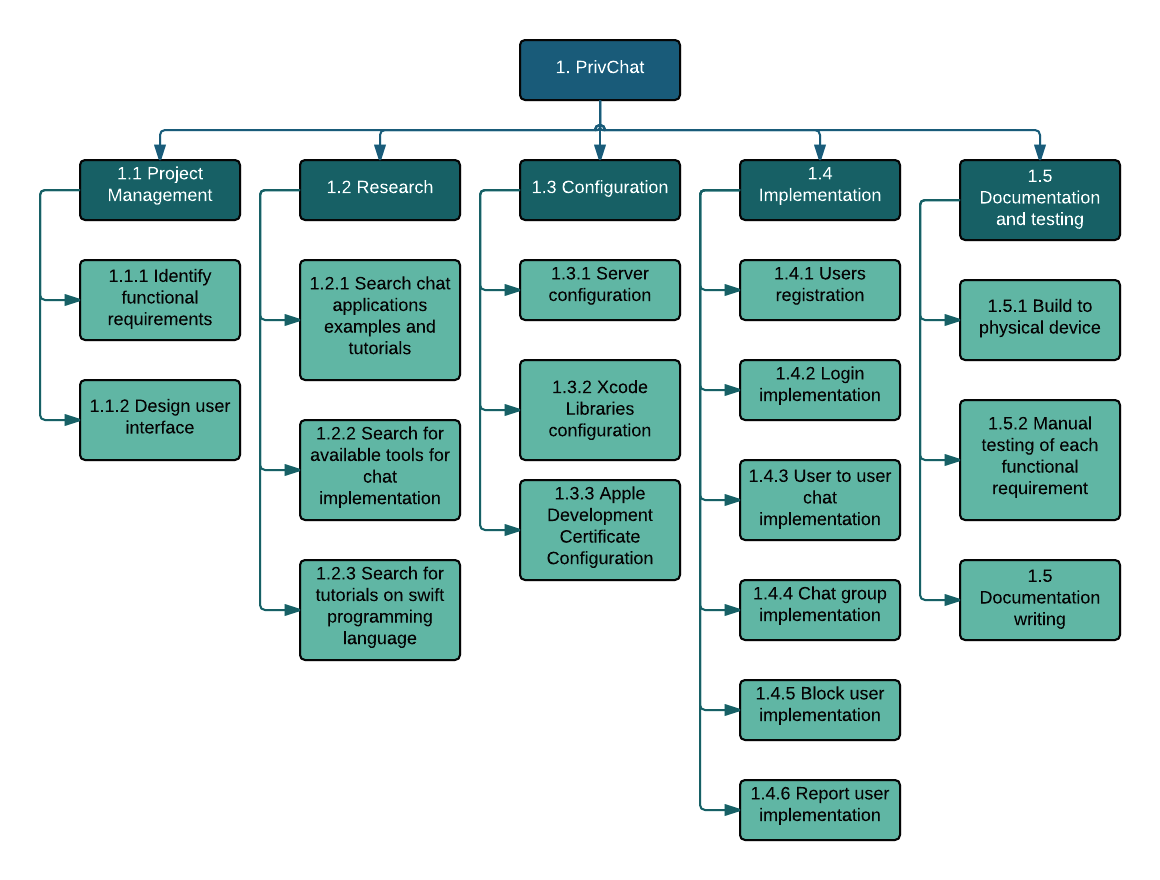 1. PrivChat
1.1 Project
Management
1.1.1 Identify
functional
requirements
1.1.2 Design user
interface
1.2 Research
1.2.1 Search chat
applications
examples and
tutorials
1.2.2 Search for
available tools for
chat
implementation
1.2.3 Search for
tutorials on swift
programming
language
1.3 Configuration
1.3.1 Server
configuration
1.3.2 Xcode
Libraries
configuration
1.3.3 Apple
Development
Certificate
Configuration
1.4
Implementation
1.4.1 Users
registration
1.4.2 Login
implementation
1.4.3 User to user
chat
implementation
1.4.4 Chat group
implementation
1.4.5 Block user
implementation
1.4.6 Report user
implementation
1.5
Documentation
and testing
1.5.1 Build to
physical device
1.5.2 Manual
testing of each
functional
requirement
1.5
Documentation
writing